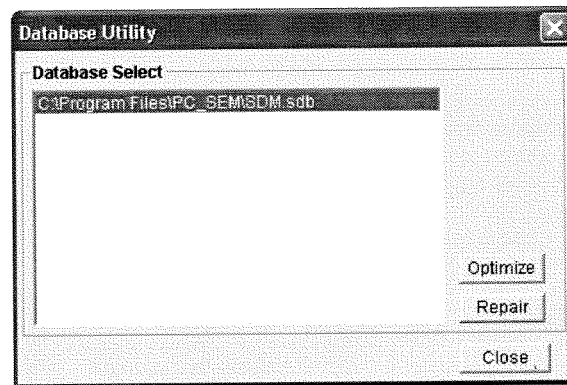 Database Utility
Database Select
C:\Program Files\PC_SEM\SDM.sdb
Optimize
Repair
Close